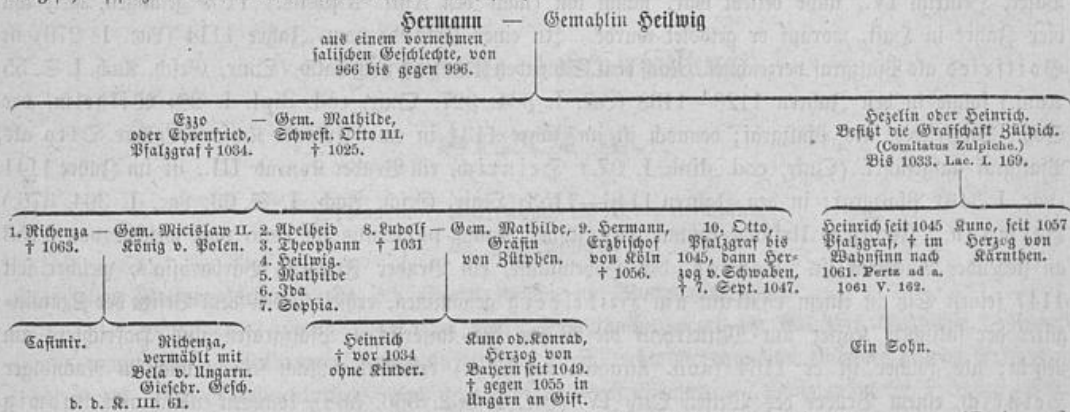 Hermann — Gemahlin Heilwig
aus einem vornehmen
salischen Geschlechte, von
966 bis gegen 996.
Ezzo — Gem. Mathilde,
oder Ehrenfried, Schwest. Otto III.
Pfalzgraf † 1034. † 1025.
Hezelin oder Heinrich.
Besitzt die Grafschaft Zülpich.
(Comitatus Zulpiche.)
Bis 1033. Lac. I. 169.
1. Richenza — Gem. Micislaw II.
† 1063. König v. Polen.
2. Adelheid
3. Theophann
4. Heilwig.
5. Mathilde
6. Ida
7. Sophia.
8. Ludolf — Gem. Mathilde,
† 1031 Gräfin
von Zütphen.
9. Hermann,
Erzbischof
von Köln
† 1056.
10. Otto,
Pfalzgraf bis
1045, dann Her-
zog v. Schwaben,
† 7. Sept. 1047.
Heinrich seit 1045
Pfalzgraf, † im
Wahnsinn nach
1061. Pertz ad a.
1061 V. 162.
Kuno, seit 1057
Herzog von
Kärnthen.
Casimir.
Richenza,
vermählt mit
Bela v. Ungarn.
Giesebr. Gesch.
d. d. K. III. 61.
Heinrich
† vor 1034
ohne Kinder.
Kuno od. Konrad,
Herzog von
Bayern seit 1049.
† gegen 1055 in
Ungarn an Gift.
Ein Sohn.